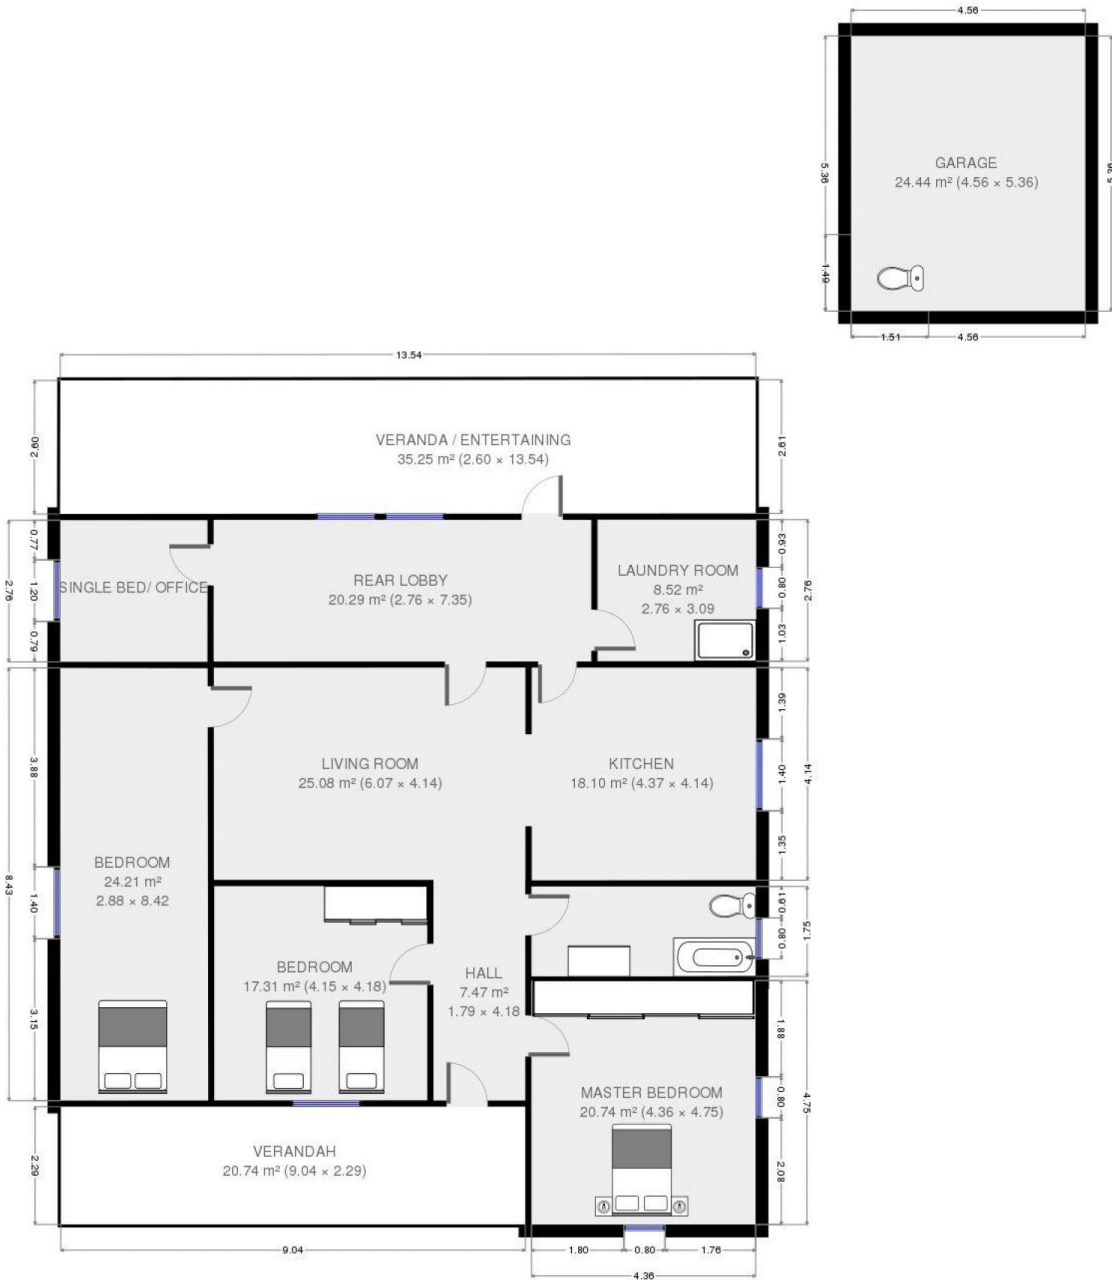 4.56
5.36
5.36
GARAGE
24.44 m² (4.56 × 5.36)
1.49
1.51
4.56
13.54
2.60
2.61
VERANDA / ENTERTAINING
35.25 m² (2.60 × 13.54)
0.77
2.76
1.20
0.79
SINGLE BED/ OFFICE
REAR LOBBY
20.29 m² (2.76 × 7.35)
LAUNDRY ROOM
8.52 m²
2.76 × 3.09
0.93
0.80
2.76
1.03
3.88
8.43
1.40
3.15
LIVING ROOM
25.08 m² (6.07 × 4.14)
KITCHEN
18.10 m² (4.37 × 4.14)
1.39
1.40
4.14
1.35
BEDROOM
24.21 m²
2.88 × 8.42
0.61
0.80
1.75
BEDROOM
17.31 m² (4.15 × 4.18)
HALL
7.47 m²
1.79 × 4.18
1.88
0.80
4.75
2.08
MASTER BEDROOM
20.74 m² (4.36 × 4.75)
2.29
VERANDAH
20.74 m² (9.04 × 2.29)
9.04
1.80
0.80
1.76
4.36